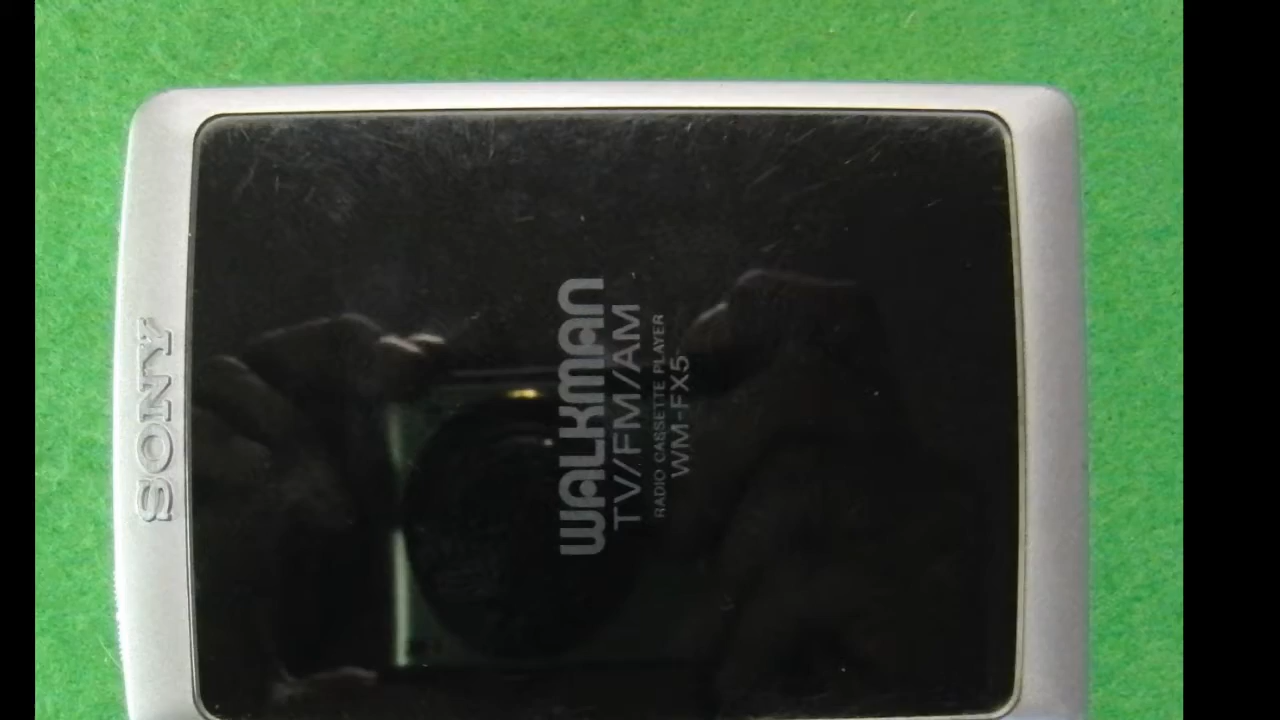 SONY
WALKMAN
TV/FM/AM
RADIO CASSETTE PLAYER
WM-FX5